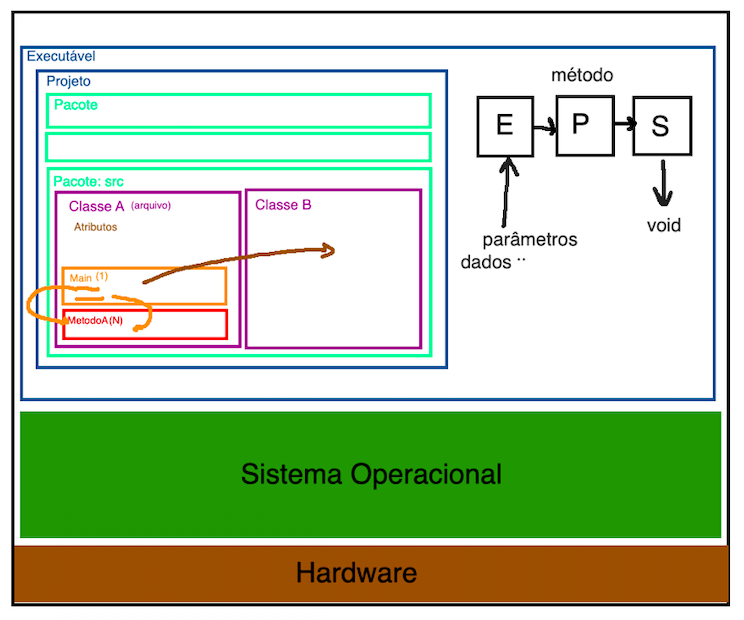 Executável
Projeto
Pacote
Pacote: src
Classe A (arquivo)
Atributos
Main (1)
MetodoA(N)
Classe B
método
E
P
S
parâmetros
dados ..
void
Sistema Operacional
Hardware